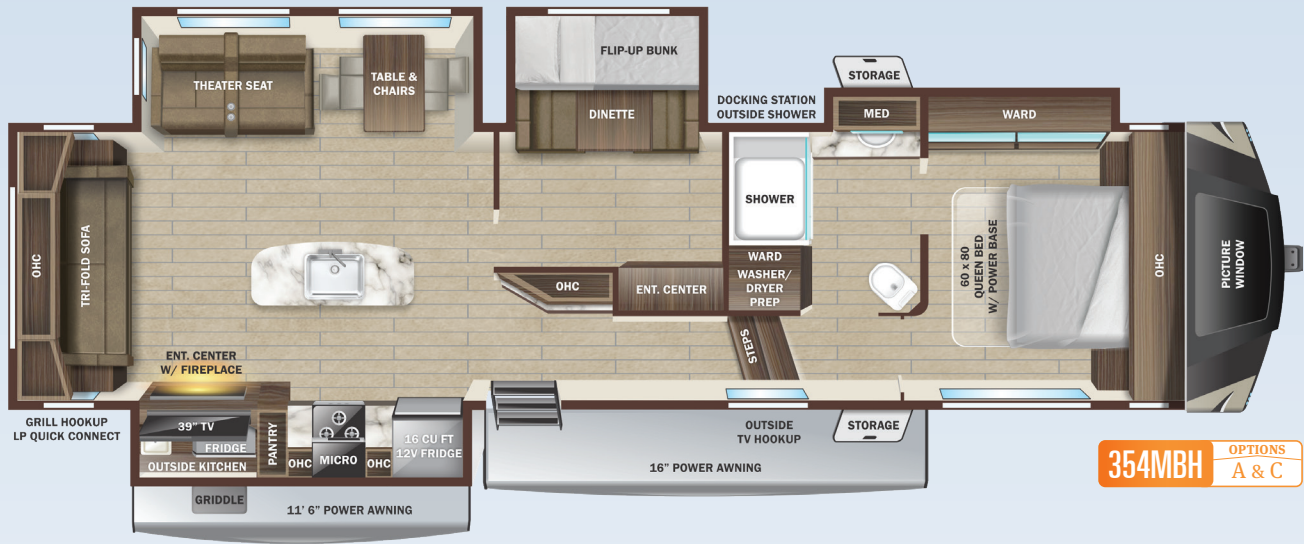 THEATER SEAT
TABLE &
CHAIRS
FLIP-UP BUNK
DINETTE
DOCKING STATION
OUTSIDE SHOWER
STORAGE
MED
WARD
SHOWER
WARD
WASHER/
DRYER
PREP
60 x 80
QUEEN BED
W/ POWER BASE
OHC
PICTURE
WINDOW
OHC
TRI-FOLD SOFA
OHC
ENT. CENTER
STEPS
ENT. CENTER
W/ FIREPLACE
GRILL HOOKUP
LP QUICK CONNECT
39" TV
FRIDGE
OUTSIDE KITCHEN
PANTRY
OHC
MICRO
OHC
16 CU FT
12V FRIDGE
GRIDDLE
11' 6" POWER AWNING
16" POWER AWNING
OUTSIDE
TV HOOKUP
STORAGE
354MBH
OPTIONS
A & C